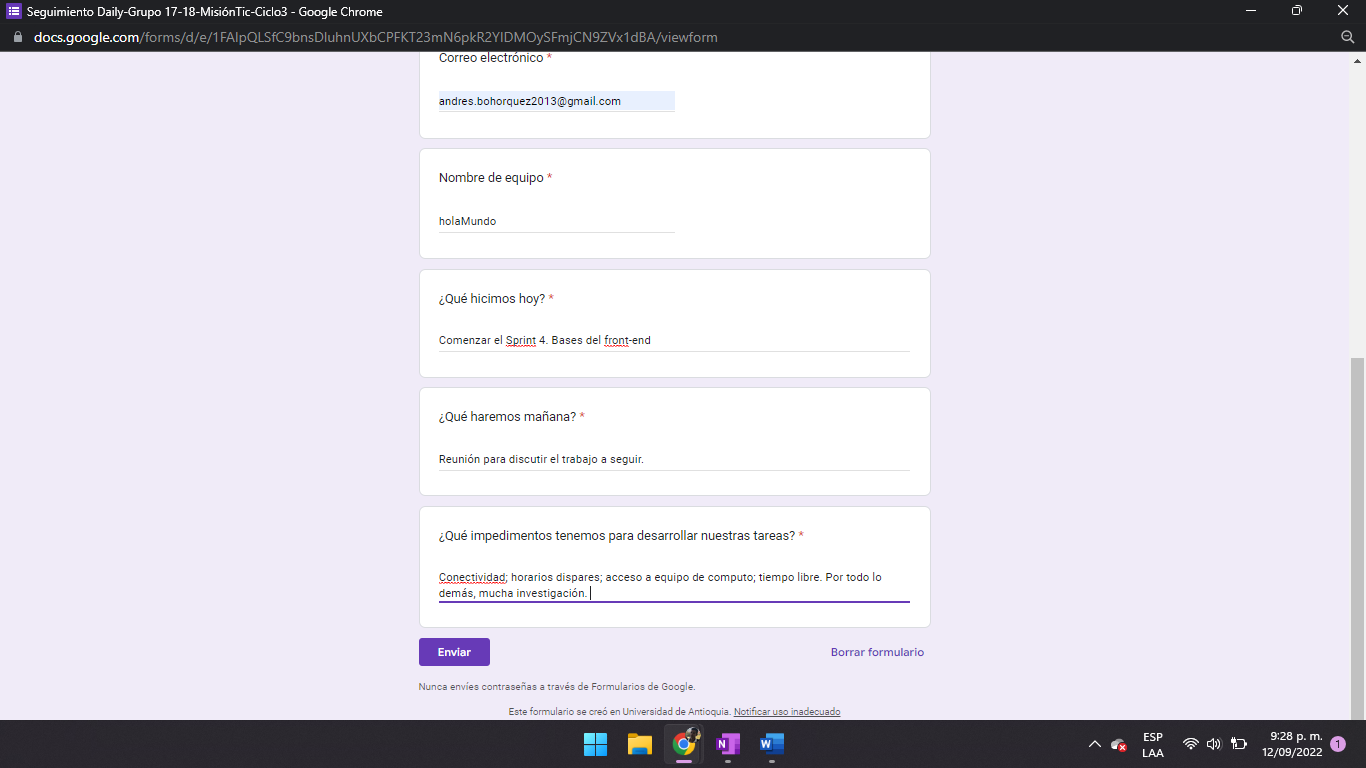 Seguimiento Daily-Grupo 17-18-MisiónTic-Ciclo3 - Google Chrome
docs.google.com/forms/d/e/1FAIpQLSfC9bnsDluhnUXbCPFKT23mN6pkR2YIDMOySFmjCN9ZVx1dBA/viewform
Correo electrónico *
andres.bohorquez2013@gmail.com
Nombre de equipo *
holaMundo
¿Qué hicimos hoy? *
Comenzar el Sprint 4. Bases del front-end
¿Qué haremos mañana? *
Reunión para discutir el trabajo a seguir.
¿Qué impedimentos tenemos para desarrollar nuestras tareas? *
Conectividad; horarios dispares; acceso a equipo de computo; tiempo libre. Por todo lo
demás, mucha investigación.
Enviar
Borrar formulario
Nunca envíes contraseñas a través de Formularios de Google.
Este formulario se creó en Universidad de Antioquia. Notificar uso inadecuado
ESP
LAA
9:28 p. m.
12/09/2022
1